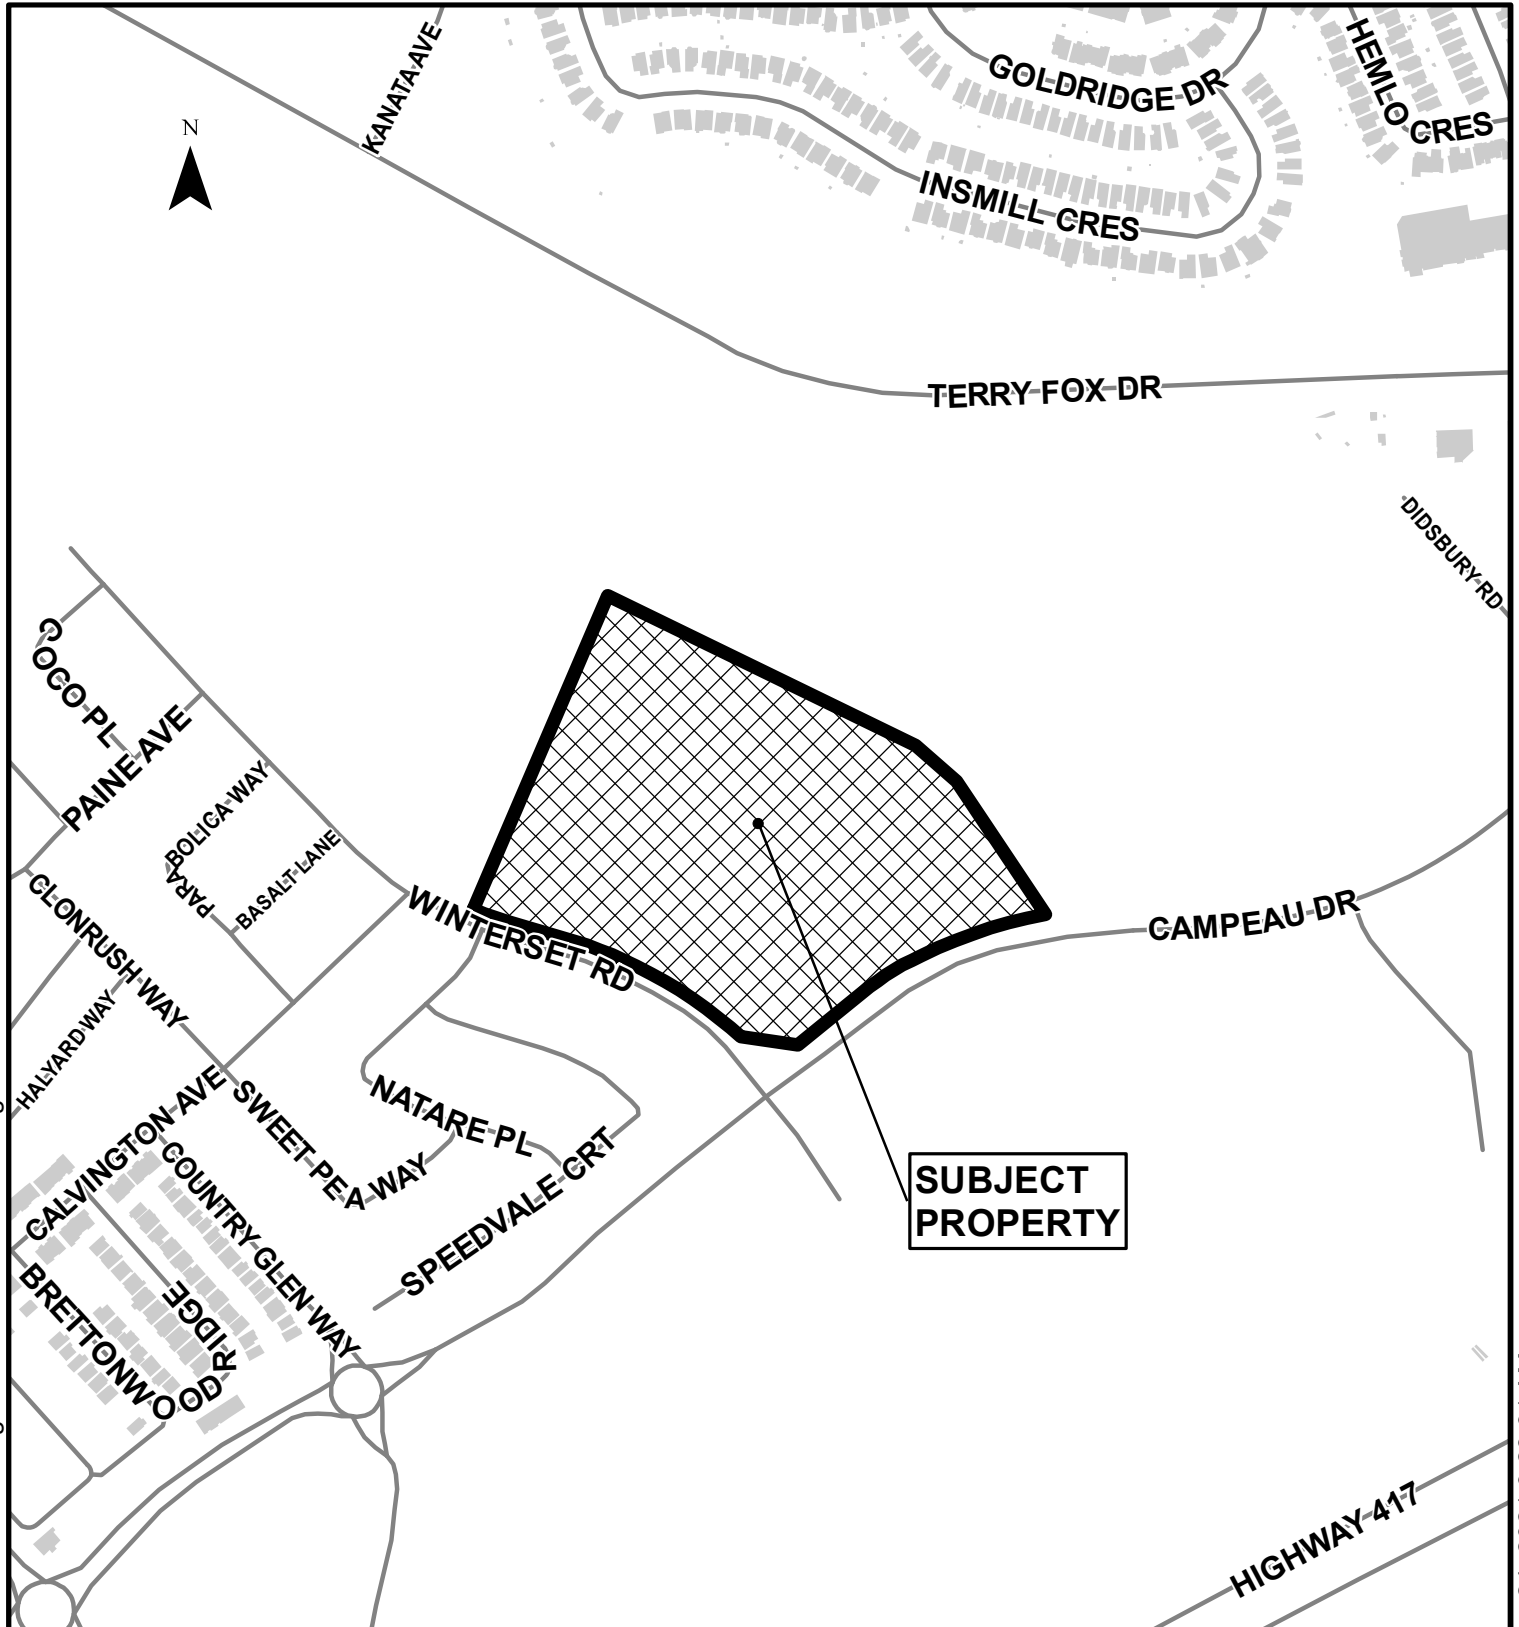 KANATA AVE
GOLDRIDGE DR
HEMLO
CRES
N
INSMILL CRES
TERRY FOX DR
DIDSBURY RD
COCO PL
PAINE AVE
BOLICA WAY
PARA
BASALT LANE
CLONRUSH WAY
WINTERSET RD
CAMPEAU DR
HALYARD WAY
CALVINGTON AVE
SWEET PEA WAY
NATARE PL
SPEEDVALE CRT
COUNTRY GLEN WAY
SUBJECT
PROPERTY
BRETTONWOOD
RIDGE
HIGHWAY 417